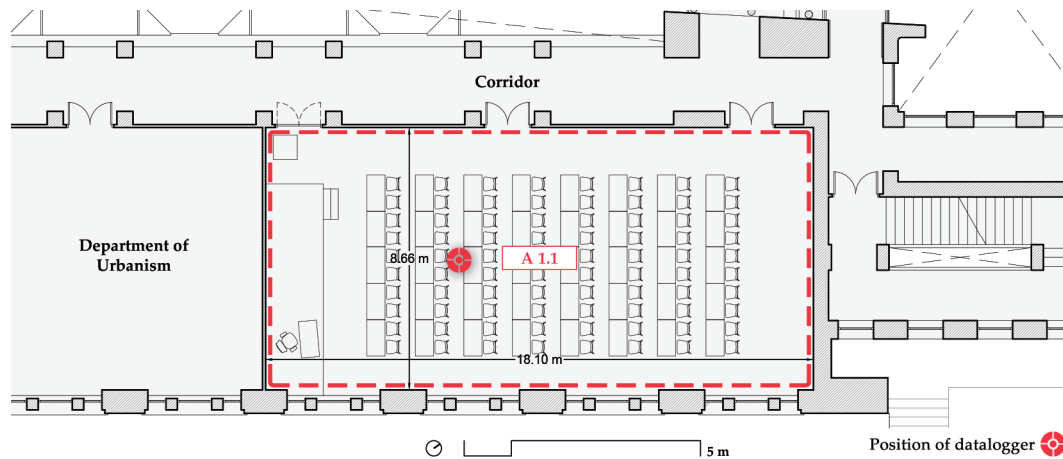 Corridor
Department of
Urbanism
8.66 m
A 1.1
18.10 m
5 m
Position of datalogger